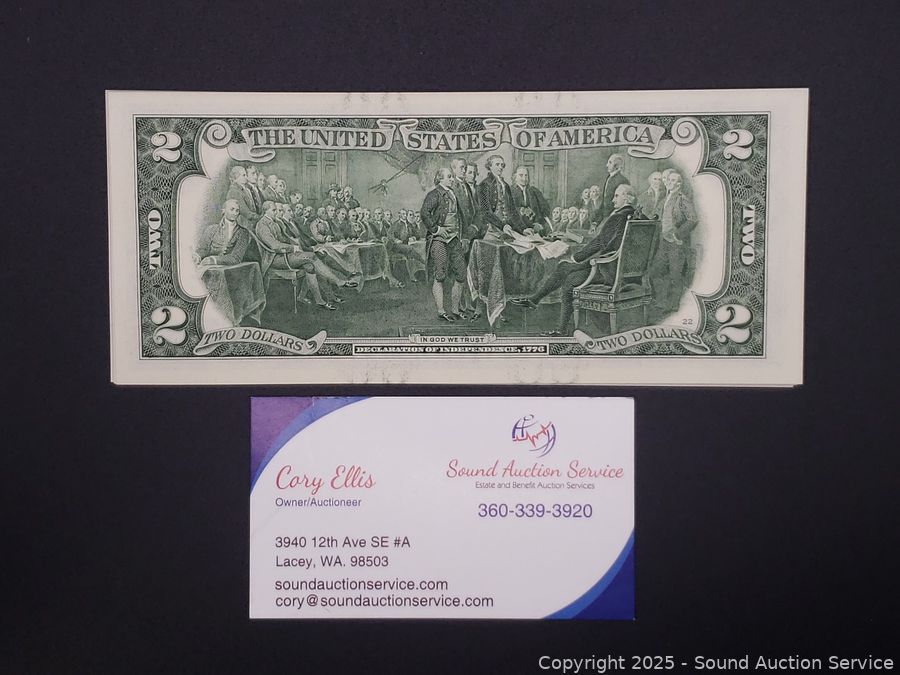 THE UNITED STATES OF AMERICA
2
2
TWO
TWO
2
2
TWO DOLLARS
TWO DOLLARS
22
IN GOD WE TRUST
DECLARATION OF INDEPENDENCE, 1776
Sound Auction Service
Estate and Benefit Auction Services
360-339-3920
Cory Ellis
Owner/Auctioneer
3940 12th Ave SE #A
Lacey, WA. 98503
soundauctionservice.com
cory@soundauctionservice.com
Copyright 2025 - Sound Auction Service